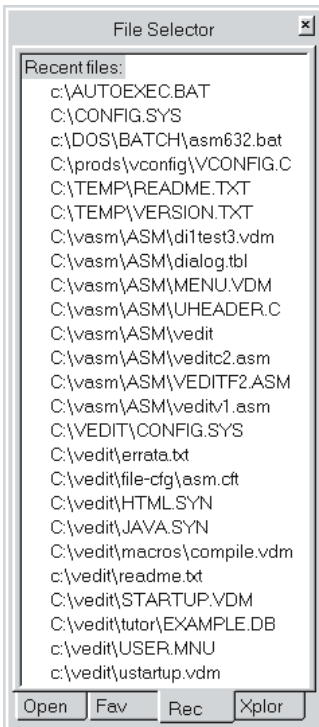 File Selector
Recent files:
c:\AUTOEXEC.BAT
C:\CONFIG.SYS
c:\DOS\BATCH\asm632.bat
C:\prods\vconfig\VCONFIG.C
C:\TEMP\README.TXT
C:\TEMP\VERSION.TXT
C:\vasm\ASM\di1test3.vdm
C:\vasm\ASM\dialog.tbl
C:\vasm\ASM\MENU.VDM
C:\vasm\ASM\UHEADER.C
C:\vasm\ASM\vedit
C:\vasm\ASM\veditc2.asm
C:\vasm\ASM\VEDITF2.ASM
C:\vasm\ASM\veditv1.asm
C:\VEDIT\CONFIG.SYS
C:\vedit\errata.txt
C:\vedit\file-cfg\asm.cft
C:\vedit\HTML.SYN
C:\vedit\JAVA.SYN
C:\vedit\macros\compile.vdm
c:\vedit\readme.txt
C:\vedit\STARTUP.VDM
C:\vedit\tutor\EXAMPLE.DB
c:\vedit\USER.MNU
c:\vedit\ustartup.vdm
Open Fav Rec Xplor